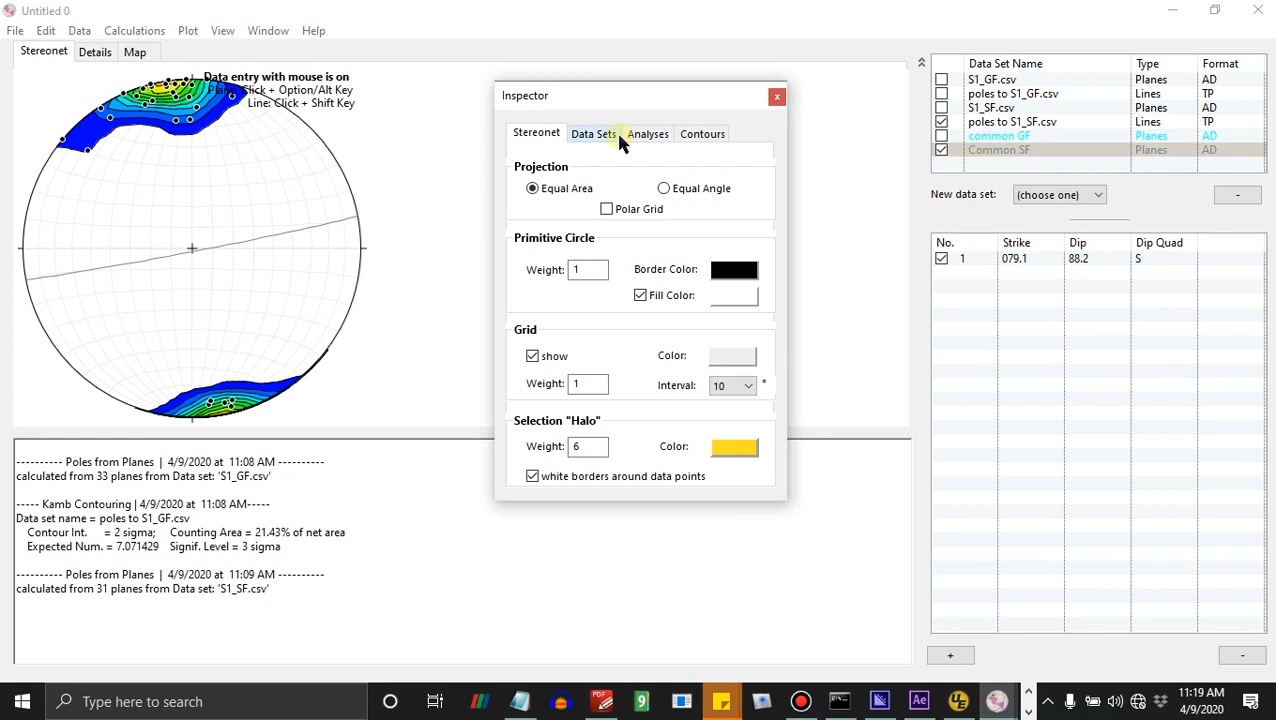 Untitled 0
File Edit Data Calculations Plot View Window Help
Stereonet Details Map
Data entry with mouse is on
Plane: Click + Option/Alt Key
Line: Click + Shift Key
Inspector
x
Stereonet Data Sets Analyses Contours
Projection
Equal Area Equal Angle
Polar Grid
Primitive Circle
Weight: 1 Border Color:
Fill Color:
Grid
show Color:
Weight: 1 Interval: 10 °
Selection "Halo"
Weight: 6 Color:
white borders around data points
Data Set Name Type Format
S1_GF.csv Planes AD
poles to S1_GF.csv Lines TP
S1_SF.csv Planes AD
poles to S1_SF.csv Lines TP
common GF Planes AD
Common SF Planes AD
New data set: (choose one) -
No. Strike Dip Dip Quad
1 079.1 88.2 S
+ -
---------- Poles from Planes | 4/9/2020 at 11:08 AM ----------
calculated from 33 planes from Data set: 'S1_GF.csv'
----- Kamb Contouring | 4/9/2020 at 11:08 AM-----
Data set name = poles to S1_GF.csv
Contour Int. = 2 sigma; Counting Area = 21.43% of net area
Expected Num. = 7.071429 Signif. Level = 3 sigma
---------- Poles from Planes | 4/9/2020 at 11:09 AM ----------
calculated from 31 planes from Data set: 'S1_SF.csv'
Type here to search
PDF
9
Ae
11:19 AM
4/9/2020